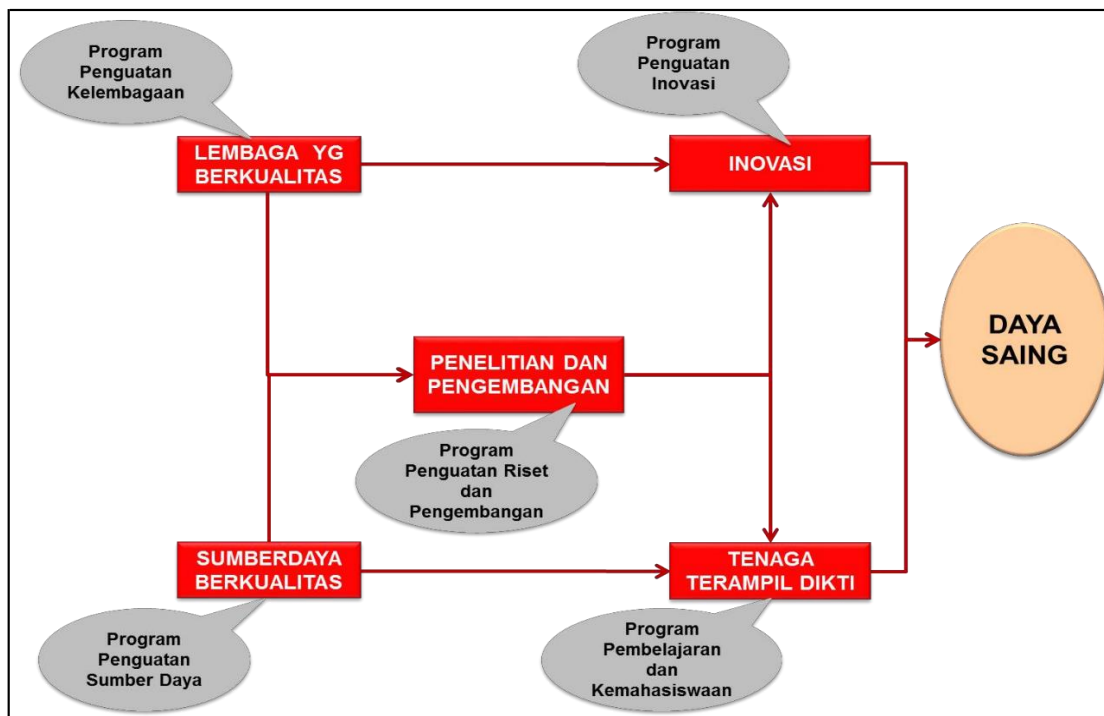 Program
Penguatan
Kelembagaan
Program
Penguatan
Inovasi
LEMBAGA YG
BERKUALITAS
INOVASI
PENELITIAN DAN
PENGEMBANGAN
DAYA
SAING
Program
Penguatan Riset
dan
Pengembangan
SUMBERDAYA
BERKUALITAS
TENAGA
TERAMPIL DIKTI
Program
Penguatan
Sumber Daya
Program
Pembelajaran
dan
Kemahasiswaan